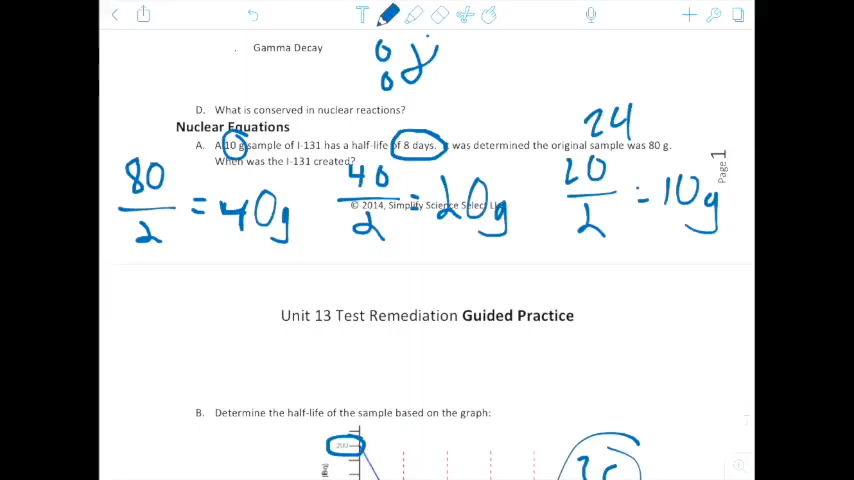 Gamma Decay 0 0 γ
D. What is conserved in nuclear reactions?
Nuclear Equations
24
A. A 10 g sample of I-131 has a half-life of 8 days. It was determined the original sample was 80 g.
When was the I-131 created?
80/2 = 40g 40/2 = 20g 20/2 = 10g
© 2014, Simplify Science Select LLC
Page 1
Unit 13 Test Remediation Guided Practice
B. Determine the half-life of the sample based on the graph:
200